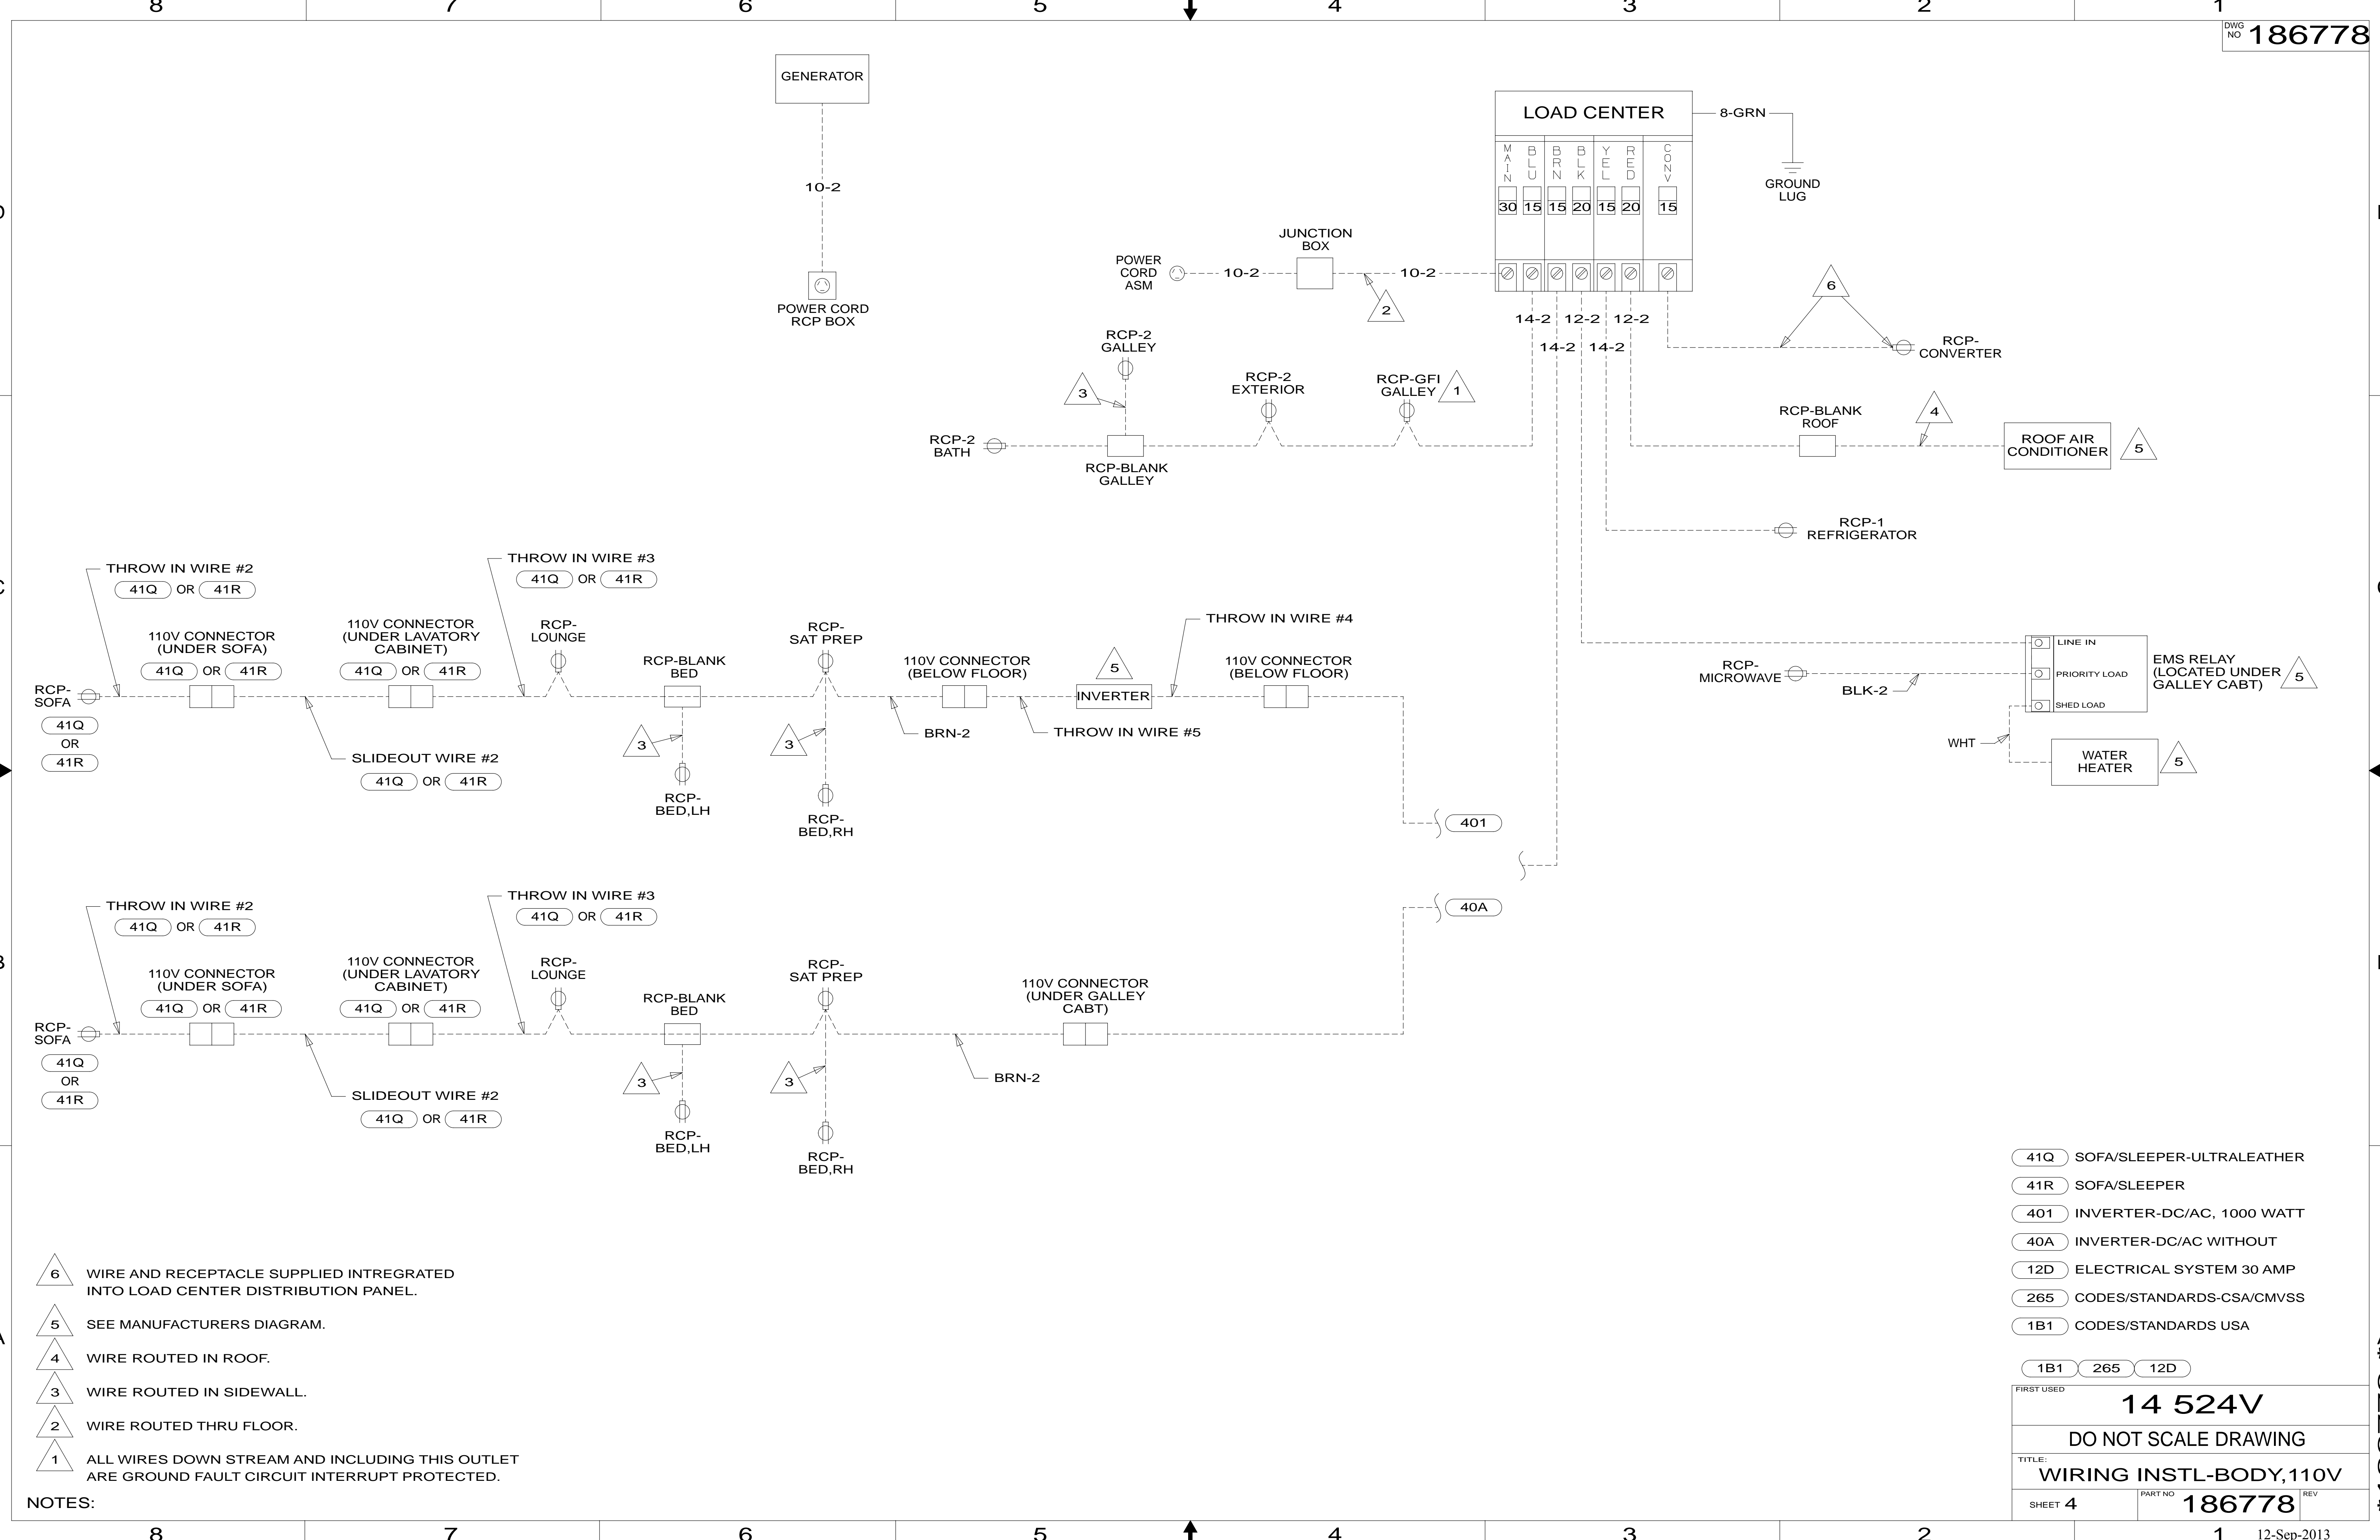 8 7 6 5 4 3 2 1
DWG
NO 186778
GENERATOR
10-2
POWER CORD
RCP BOX
LOAD CENTER
8-GRN
GROUND
LUG
MAIN BLU BRN BLK YEL RED CONV
30 15 15 20 15 20 15
JUNCTION
BOX
POWER
CORD
ASM
10-2 10-2
2
14-2 12-2 12-2
14-2 14-2
6
RCP-
CONVERTER
RCP-2
GALLEY
3
RCP-2
EXTERIOR
RCP-GFI
GALLEY
1
RCP-2
BATH
RCP-BLANK
GALLEY
RCP-BLANK
ROOF
4
ROOF AIR
CONDITIONER
5
RCP-1
REFRIGERATOR
THROW IN WIRE #2
41Q OR 41R
THROW IN WIRE #3
41Q OR 41R
110V CONNECTOR
(UNDER SOFA)
41Q OR 41R
110V CONNECTOR
(UNDER LAVATORY
CABINET)
41Q OR 41R
RCP-
LOUNGE
RCP-BLANK
BED
RCP-
SAT PREP
110V CONNECTOR
(BELOW FLOOR)
5
INVERTER
THROW IN WIRE #4
110V CONNECTOR
(BELOW FLOOR)
RCP-
SOFA
41Q
OR
41R
SLIDEOUT WIRE #2
41Q OR 41R
3
RCP-
BED,LH
3
RCP-
BED,RH
BRN-2
THROW IN WIRE #5
401
LINE IN
PRIORITY LOAD
SHED LOAD
EMS RELAY
(LOCATED UNDER
GALLEY CABT)
5
RCP-
MICROWAVE
BLK-2
WHT
WATER
HEATER
5
40A
THROW IN WIRE #2
41Q OR 41R
THROW IN WIRE #3
41Q OR 41R
110V CONNECTOR
(UNDER SOFA)
41Q OR 41R
110V CONNECTOR
(UNDER LAVATORY
CABINET)
41Q OR 41R
RCP-
LOUNGE
RCP-BLANK
BED
RCP-
SAT PREP
110V CONNECTOR
(UNDER GALLEY
CABT)
RCP-
SOFA
41Q
OR
41R
SLIDEOUT WIRE #2
41Q OR 41R
3
RCP-
BED,LH
3
RCP-
BED,RH
BRN-2
41Q SOFA/SLEEPER-ULTRALEATHER
41R SOFA/SLEEPER
401 INVERTER-DC/AC, 1000 WATT
40A INVERTER-DC/AC WITHOUT
12D ELECTRICAL SYSTEM 30 AMP
265 CODES/STANDARDS-CSA/CMVSS
1B1 CODES/STANDARDS USA
1B1 265 12D
FIRST USED
14 524V
DO NOT SCALE DRAWING
TITLE:
WIRING INSTL-BODY,110V
SHEET 4 PART NO 186778 REV
6 WIRE AND RECEPTACLE SUPPLIED INTREGRATED
INTO LOAD CENTER DISTRIBUTION PANEL.
5 SEE MANUFACTURERS DIAGRAM.
4 WIRE ROUTED IN ROOF.
3 WIRE ROUTED IN SIDEWALL.
2 WIRE ROUTED THRU FLOOR.
1 ALL WIRES DOWN STREAM AND INCLUDING THIS OUTLET
ARE GROUND FAULT CIRCUIT INTERRUPT PROTECTED.
NOTES:
8 7 6 5 4 3 2 1
12-Sep-2013